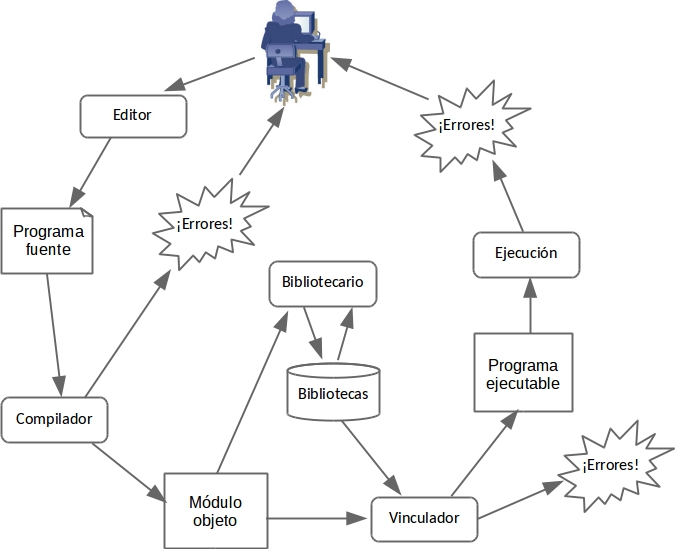 Editor
¡Errores!
Programa
fuente
¡Errores!
Ejecución
Bibliotecario
Programa
ejecutable
Bibliotecas
Compilador
¡Errores!
Módulo
objeto
Vinculador